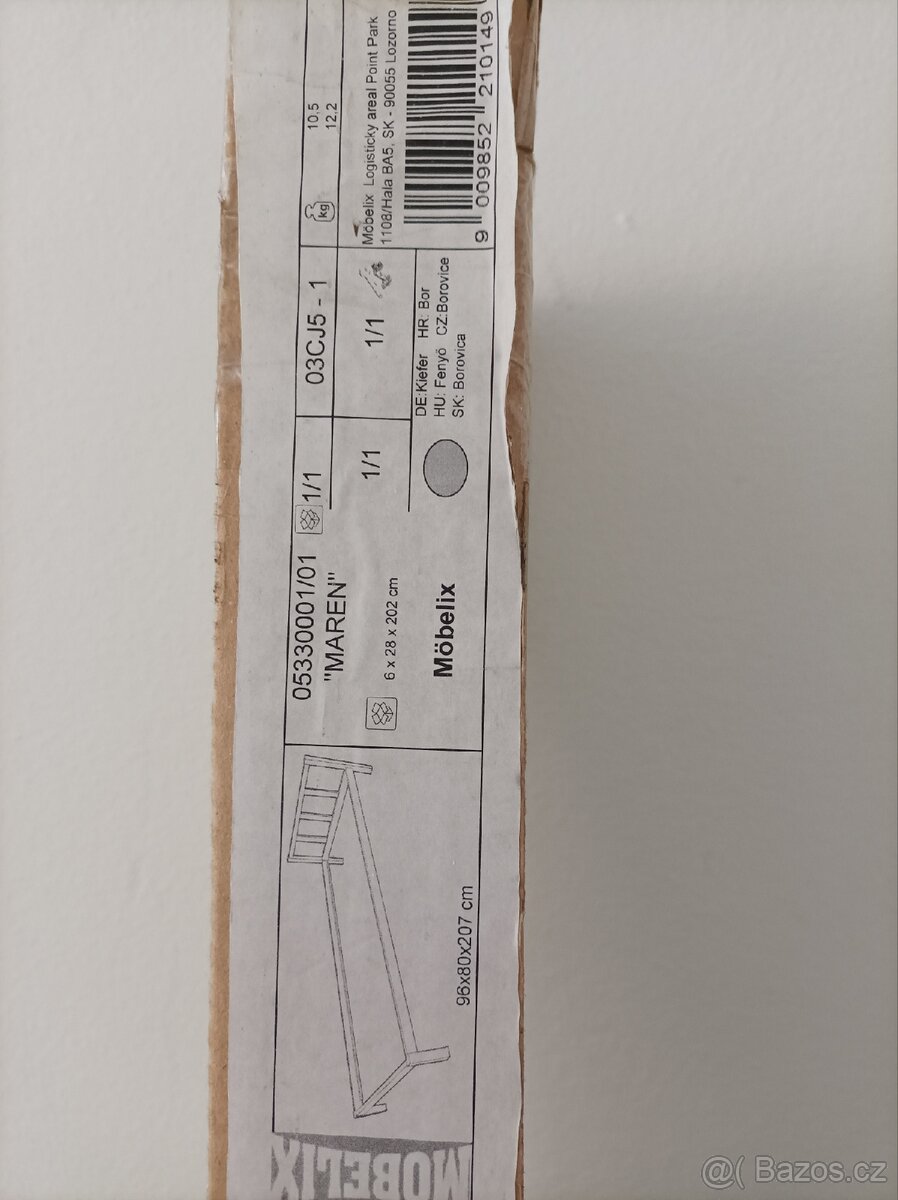 MÖBELIX
96x80x207 cm
05330001/01
"MAREN"
6 x 28 x 202 cm
Möbelix
1/1
03CJ5 - 1
kg
10,5
12,2
1/1
1/1
DE:Kiefer HR: Bor
HU: Fenyő CZ:Borovice
SK: Borovica
Möbelix Logisticky areal Point Park
1108/Hala BA5, SK - 90055 Lozorno
9 009852 210149
@( Bazos.cz